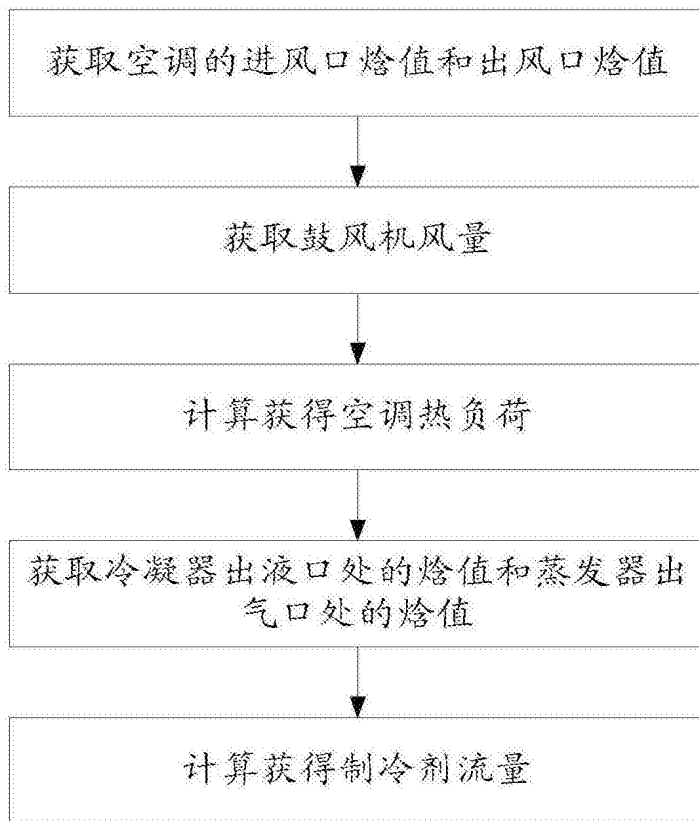 获取空调的进风口焓值和出风口焓值
获取鼓风机风量
计算获得空调热负荷
获取冷凝器出液口处的焓值和蒸发器出
气口处的焓值
计算获得制冷剂流量